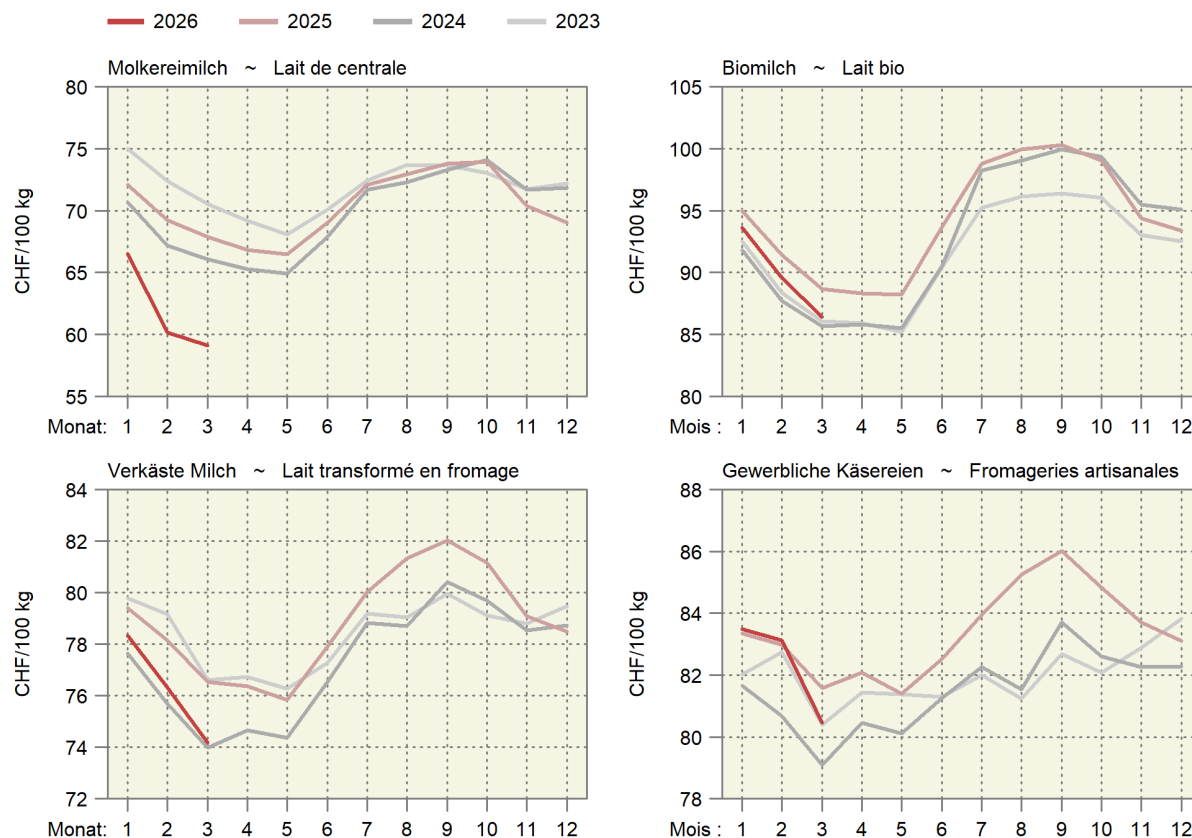 2026 2025 2024 2023
Molkereimilch ~ Lait de centrale
80
75
70
65
60
55
CHF/100 kg
Monat: 1 2 3 4 5 6 7 8 9 10 11 12
Biomilch ~ Lait bio
105
100
95
90
85
80
CHF/100 kg
Mois : 1 2 3 4 5 6 7 8 9 10 11 12
Verkäste Milch ~ Lait transformé en fromage
84
82
80
78
76
74
72
CHF/100 kg
Monat: 1 2 3 4 5 6 7 8 9 10 11 12
Gewerbliche Käsereien ~ Fromageries artisanales
88
86
84
82
80
78
CHF/100 kg
Mois : 1 2 3 4 5 6 7 8 9 10 11 12